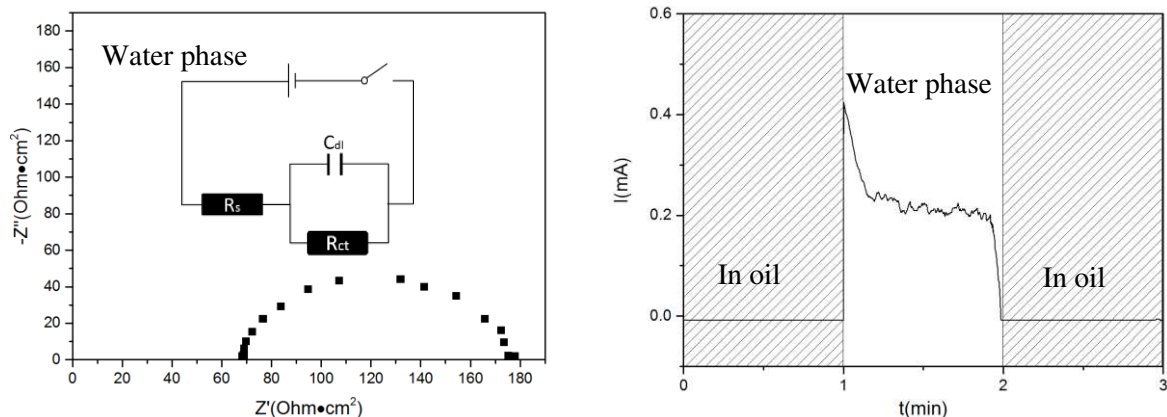 190
180
160
140
120
100
80
60
40
20
0
-Z"(Ohm•cm²)
Water phase
Cdl
Rs
Rct
0 20 40 60 80 100 120 140 160 180
Z'(Ohm•cm²)
0.6
0.4
0.2
0.0
I(mA)
Water phase
In oil
In oil
0 1 2 3
t(min)